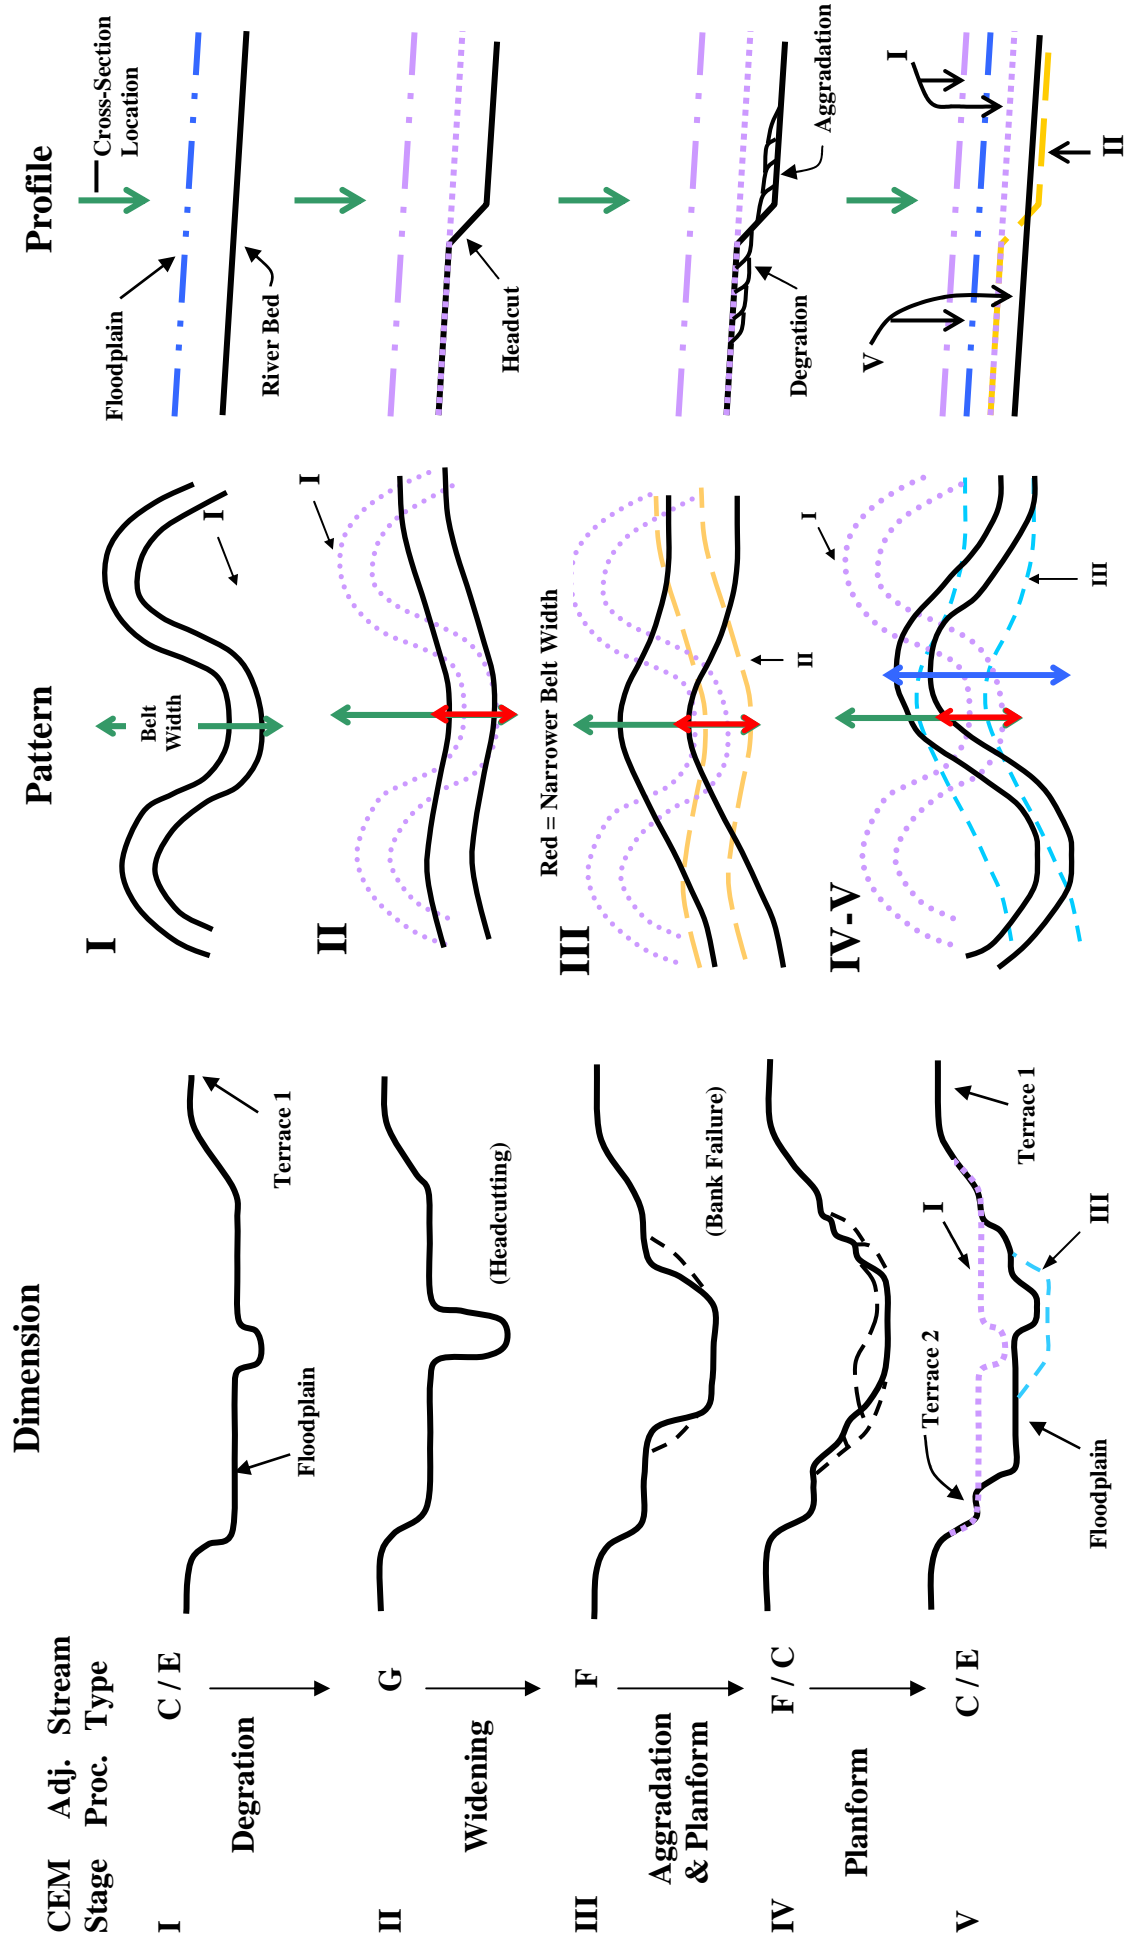 Dimension
Pattern
Profile
CEM
Stage
Adj.
Proc.
Stream
Type
I
C / E
Degration
II
G
Widening
III
F
Aggradation
& Planform
IV
F / C
Planform
V
C / E
Floodplain
Terrace 1
(Headcutting)
(Bank Failure)
Terrace 2
I
Terrace 1
III
Floodplain
I
Belt
Width
I
II
I
Red = Narrower Belt Width
III
II
IV - V
I
III
Cross-Section
Location
Floodplain
River Bed
Headcut
Degration
Aggradation
V
I
II